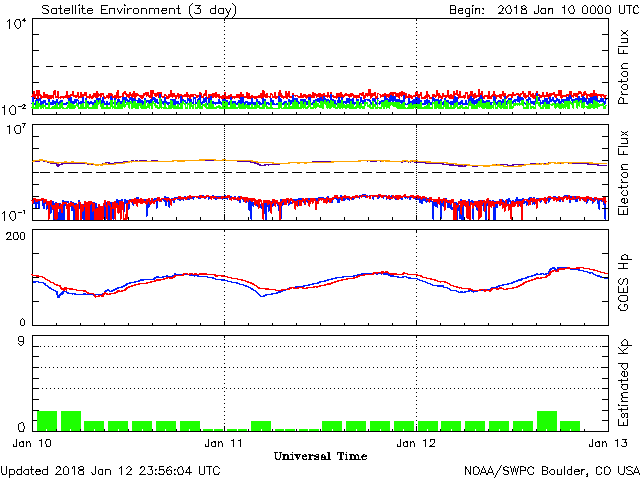 Satellite Environment (3 day) Begin: 2018 Jan 10 0000 UTC
10^4
10^-2
Proton Flux
10^7
10^-1
Electron Flux
200
0
GOES Hp
9
0
Estimated Kp
Jan 10 Jan 11 Jan 12 Jan 13
Universal Time
Updated 2018 Jan 12 23:56:04 UTC NOAA/SWPC Boulder, CO USA